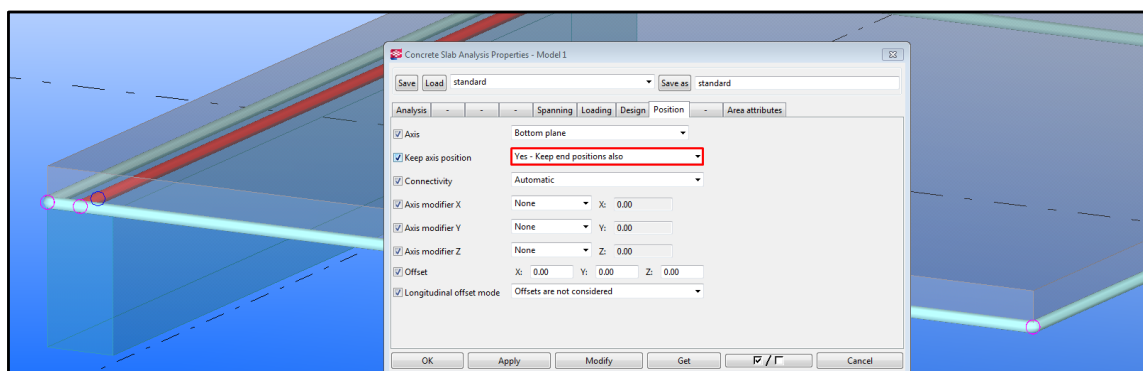 Concrete Slab Analysis Properties - Model 1
Save Load standard Save as standard
Analysis - - - Spanning Loading Design Position - Area attributes
Axis Bottom plane
Keep axis position Yes - Keep end positions also
Connectivity Automatic
Axis modifier X None X: 0.00
Axis modifier Y None Y: 0.00
Axis modifier Z None Z: 0.00
Offset X: 0.00 Y: 0.00 Z: 0.00
Longitudinal offset mode Offsets are not considered
OK Apply Modify Get / Cancel